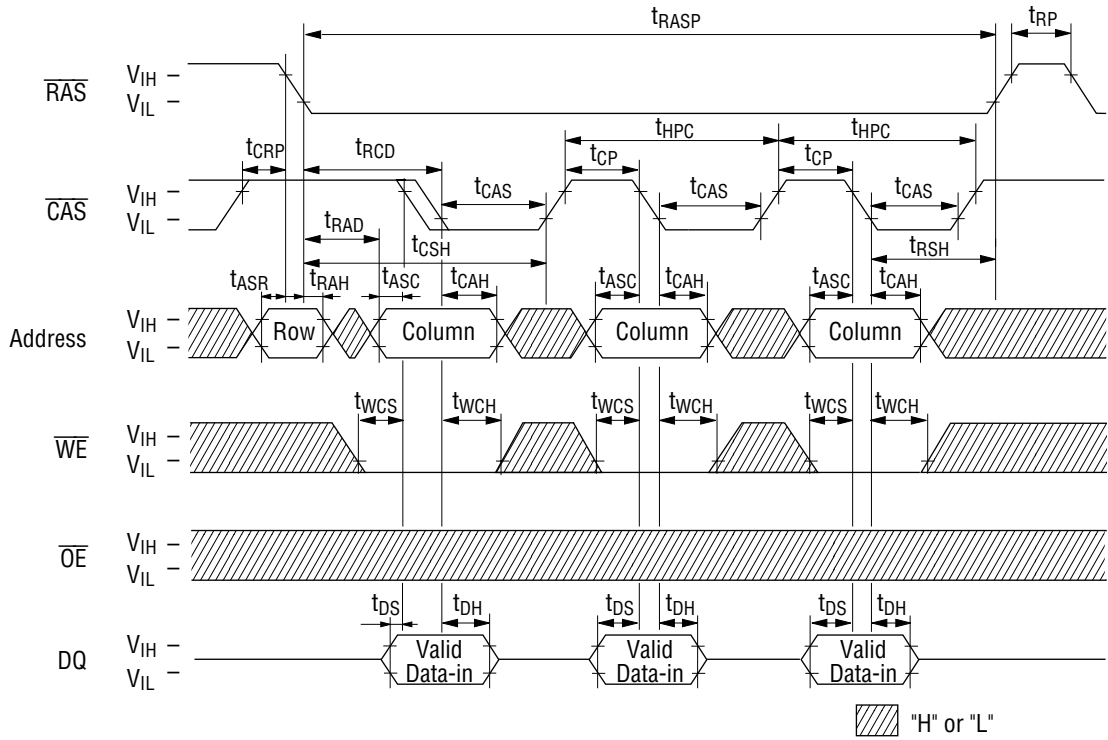 tRASP
tRP
RAS
VIH
VIL
tHPC
tHPC
tCRP
tRCD
tCP
tCP
CAS
VIH
VIL
tCAS
tCAS
tCAS
tRAD
tCSH
tRSH
tASR
tRAH
tASC
tCAH
tASC
tCAH
tASC
tCAH
Address
VIH
VIL
Row
Column
Column
Column
tWCS
tWCH
tWCS
tWCH
tWCS
tWCH
WE
VIH
VIL
OE
VIH
VIL
tDS
tDH
tDS
tDH
tDS
tDH
DQ
VIH
VIL
Valid
Data-in
Valid
Data-in
Valid
Data-in
"H" or "L"